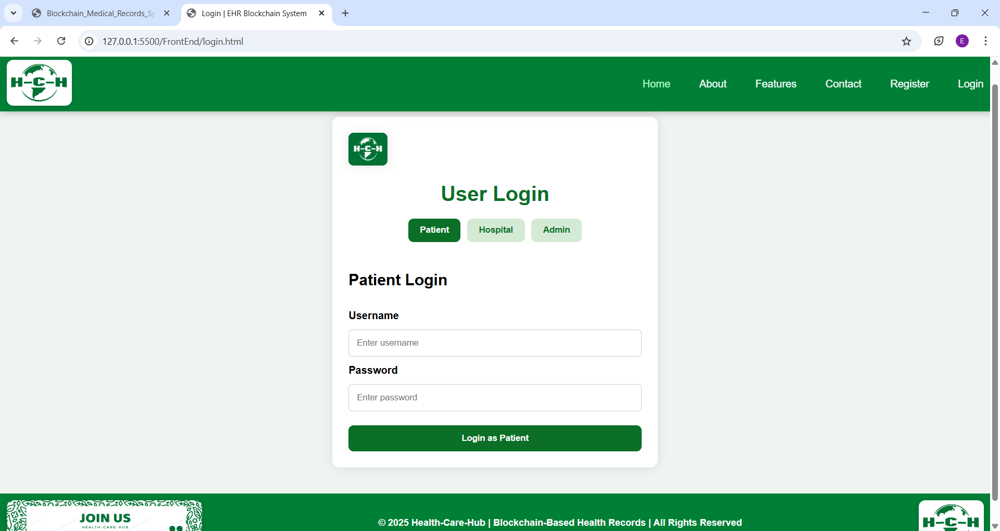 Blockchain_Medical_Records_Sy
Login | EHR Blockchain System
127.0.0.1:5500/FrontEnd/login.html
E
H-C-H
Home
About
Features
Contact
Register
Login
H-C-H
User Login
Patient
Hospital
Admin
Patient Login
Username
Enter username
Password
Enter password
Login as Patient
JOIN US
HEALTH-CARE-HUB
© 2025 Health-Care-Hub | Blockchain-Based Health Records | All Rights Reserved
H-C-H